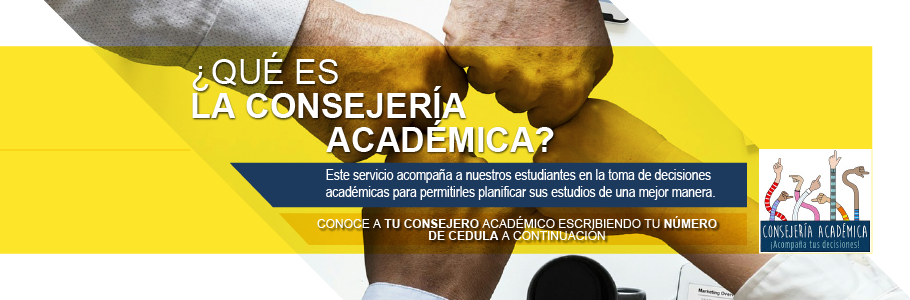 ¿QUÉ ES
LA CONSEJERÍA
ACADÉMICA?
Este servicio acompaña a nuestros estudiantes en la toma de decisiones
académicas para permitirles planificar sus estudios de una mejor manera.
CONOCE A TU CONSEJERO ACADÉMICO ESCRIBIENDO TU NÚMERO
DE CEDULA A CONTINUACIÓN
CONSEJERÍA ACADÉMICA
¡Acompaña tus decisiones!